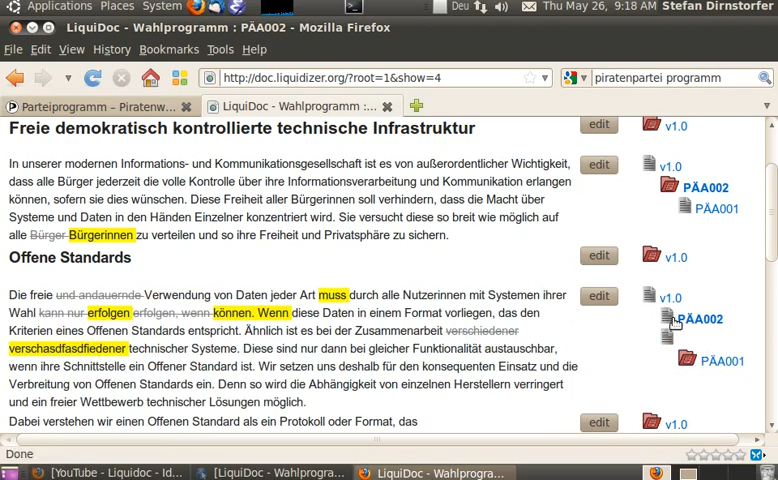 Applications Places System Deu Thu May 26, 9:18 AM Stefan Dirnstorfer
LiquiDoc - Wahlprogramm : PÄA002 - Mozilla Firefox
File Edit View History Bookmarks Tools Help
http://doc.liquidizer.org/?root=1&show=4 piratenpartei programm
Parteiprogramm – Piratenw... LiquiDoc - Wahlprogramm :...
Freie demokratisch kontrollierte technische Infrastruktur edit v1.0
In unserer modernen Informations- und Kommunikationsgesellschaft ist es von außerordentlicher Wichtigkeit, edit v1.0
dass alle Bürger jederzeit die volle Kontrolle über ihre Informationsverarbeitung und Kommunikation erlangen PÄA002
können, sofern sie dies wünschen. Diese Freiheit aller Bürgerinnen soll verhindern, dass die Macht über PÄA001
Systeme und Daten in den Händen Einzelner konzentriert wird. Sie versucht diese so breit wie möglich auf
alle Bürger Bürgerinnen zu verteilen und so ihre Freiheit und Privatsphäre zu sichern.
Offene Standards edit v1.0
Die freie und andauernde Verwendung von Daten jeder Art muss durch alle Nutzerinnen mit Systemen ihrer edit v1.0
Wahl kann nur erfolgen erfolgen, wenn können. Wenn diese Daten in einem Format vorliegen, das den PÄA002
Kriterien eines Offenen Standards entspricht. Ähnlich ist es bei der Zusammenarbeit verschiedener
verschasdfasdfiedener technischer Systeme. Diese sind nur dann bei gleicher Funktionalität austauschbar,
wenn ihre Schnittstelle ein Offener Standard ist. Wir setzen uns deshalb für den konsequenten Einsatz und die PÄA001
Verbreitung von Offenen Standards ein. Denn so wird die Abhängigkeit von einzelnen Herstellern verringert
und ein freier Wettbewerb technischer Lösungen möglich.
Dabei verstehen wir einen Offenen Standard als ein Protokoll oder Format, das edit v1.0
Done
[YouTube - Liquidoc - Id... [LiquiDoc - Wahlprogra... LiquiDoc - Wahlprogra...